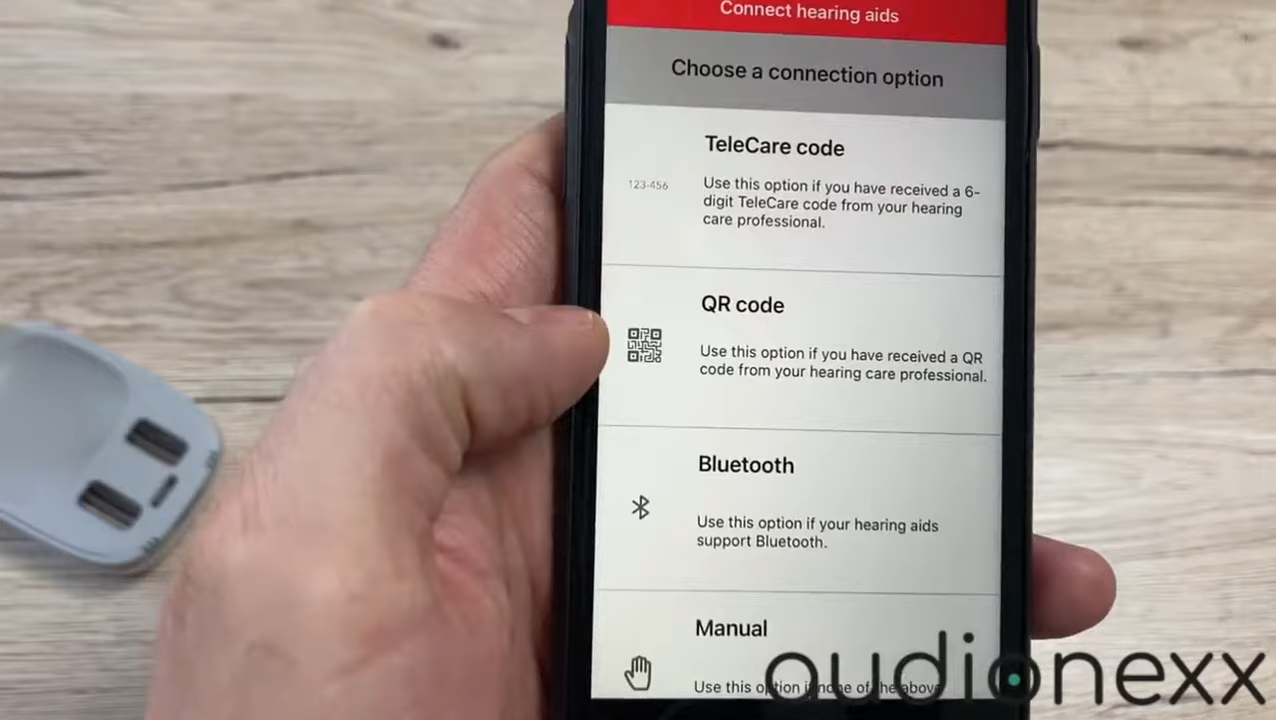 Connect hearing aids
Choose a connection option
TeleCare code
123-456
Use this option if you have received a 6-
digit TeleCare code from your hearing
care professional.
QR code
Use this option if you have received a QR
code from your hearing care professional.
Bluetooth
Use this option if your hearing aids
support Bluetooth.
Manual
Use this option if none of the above
audionexx